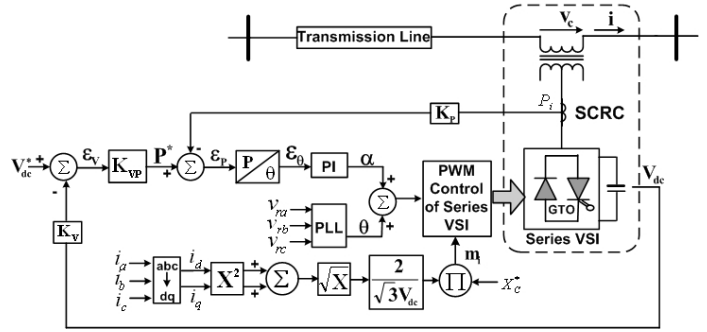 Transmission Line
v_c
i
P_i
K_P
SCRC
V*_dc
+
Σ
-
ε_V
K_VP
P*
+
-
Σ
ε_P
P
θ
ε_θ
PI
α
+
Σ
+
PWM Control of Series VSI
GTO
V_dc
Series VSI
K_V
v_ra
v_rb
v_rc
PLL
θ
m_i
i_a
i_b
i_c
abc
dq
i_d
i_q
X²
+
+
Σ
√X
2
√3V_dc
Π
X*_C